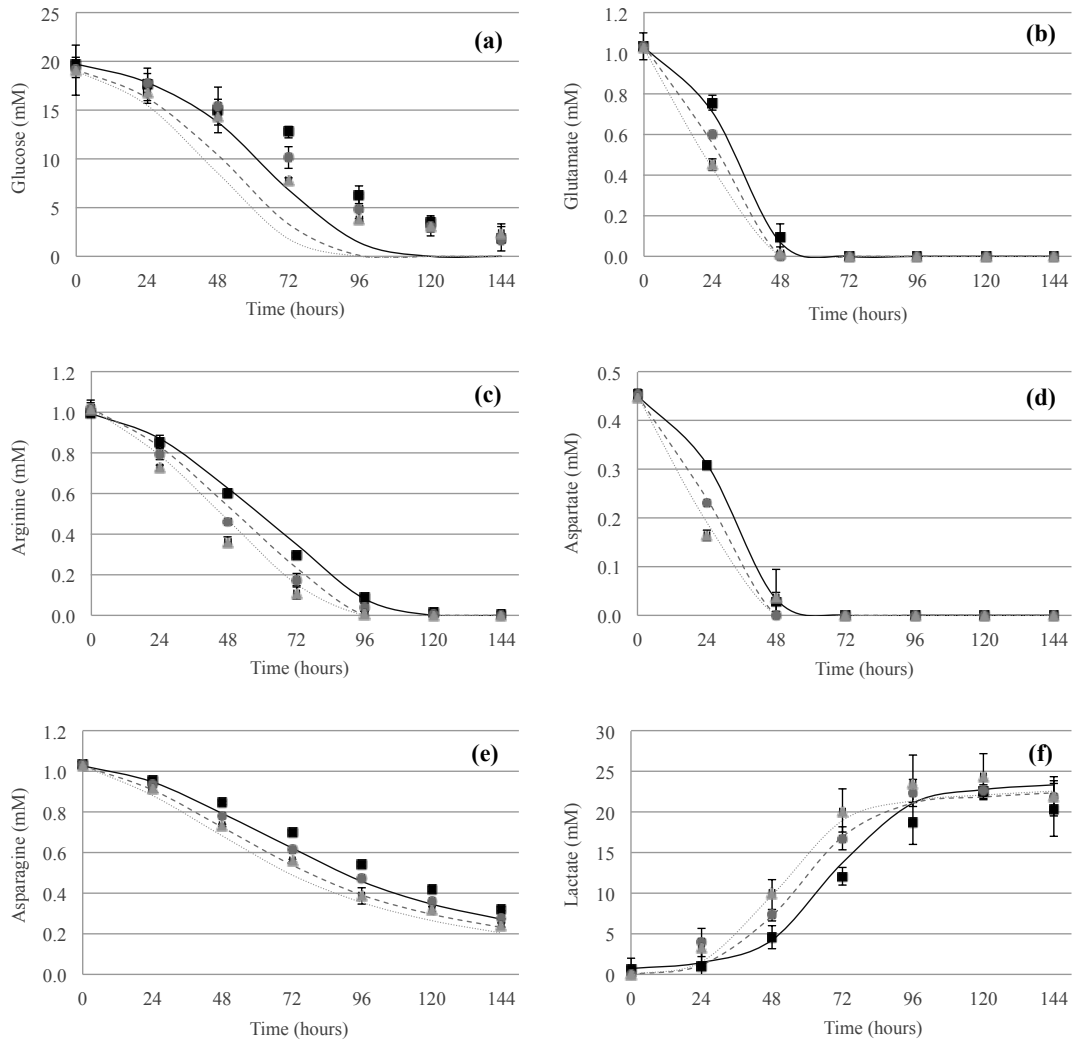 (a)
Glucose (mM)
25
20
15
10
5
0
0 24 48 72 96 120 144
Time (hours)
(b)
Glutamate (mM)
1.2
1.0
0.8
0.6
0.4
0.2
0.0
0 24 48 72 96 120 144
Time (hours)
(c)
Arginine (mM)
1.2
1.0
0.8
0.6
0.4
0.2
0.0
0 24 48 72 96 120 144
Time (hours)
(d)
Aspartate (mM)
0.5
0.4
0.3
0.2
0.1
0.0
0 24 48 72 96 120 144
Time (hours)
(e)
Asparagine (mM)
1.2
1.0
0.8
0.6
0.4
0.2
0.0
0 24 48 72 96 120 144
Time (hours)
(f)
Lactate (mM)
30
25
20
15
10
5
0
0 24 48 72 96 120 144
Time (hours)